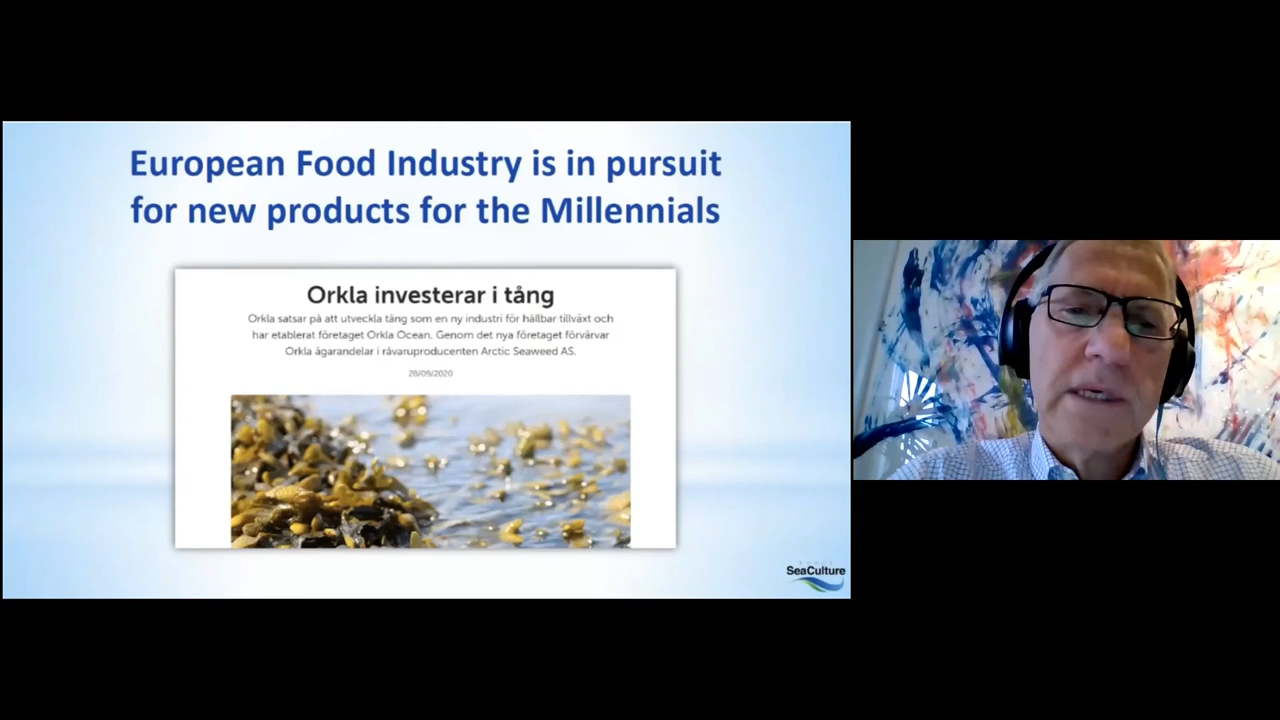 European Food Industry is in pursuit
for new products for the Millennials
Orkla investerar i tång
Orkla satsar på att utveckla tång som en ny industri för hållbar tillväxt och
har etablerat företaget Orkla Ocean. Genom det nya företaget förvärvar
Orkla ägarandelar i råvaruproducenten Arctic Seaweed AS.
28/09/2020
SeaCulture